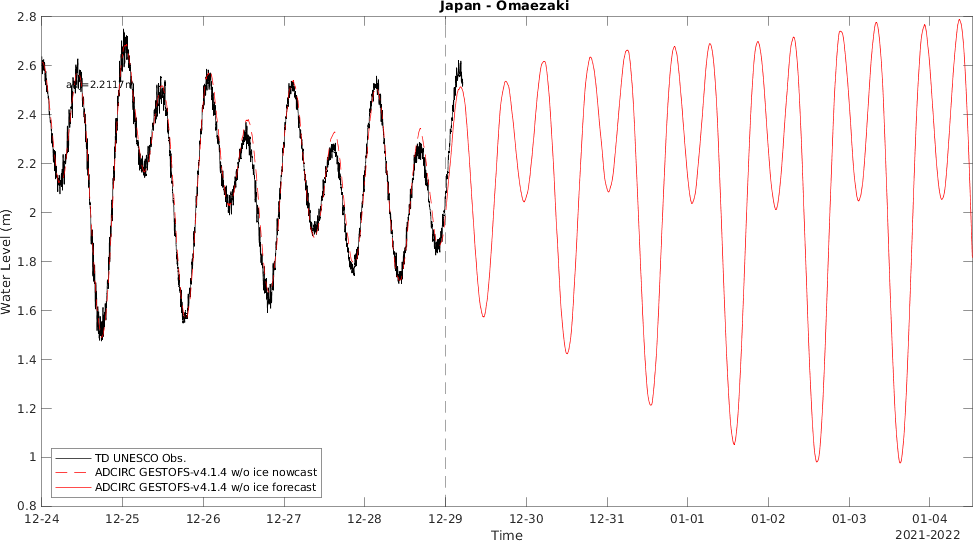 Japan - Omaezaki
2.8
2.6
2.4
2.2
2
1.8
1.6
1.4
1.2
1
0.8
Water Level (m)
=2.2117m
TD UNESCO Obs.
ADCIRC GESTOFS-v4.1.4 w/o ice nowcast
ADCIRC GESTOFS-v4.1.4 w/o ice forecast
12-24 12-25 12-26 12-27 12-28 12-29 12-30 12-31 01-01 01-02 01-03 01-04
Time
2021-2022